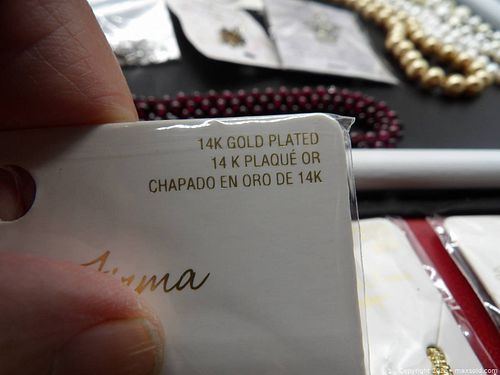 14K GOLD PLATED
14 K PLAQUÉ OR
CHAPADO EN ORO DE 14K